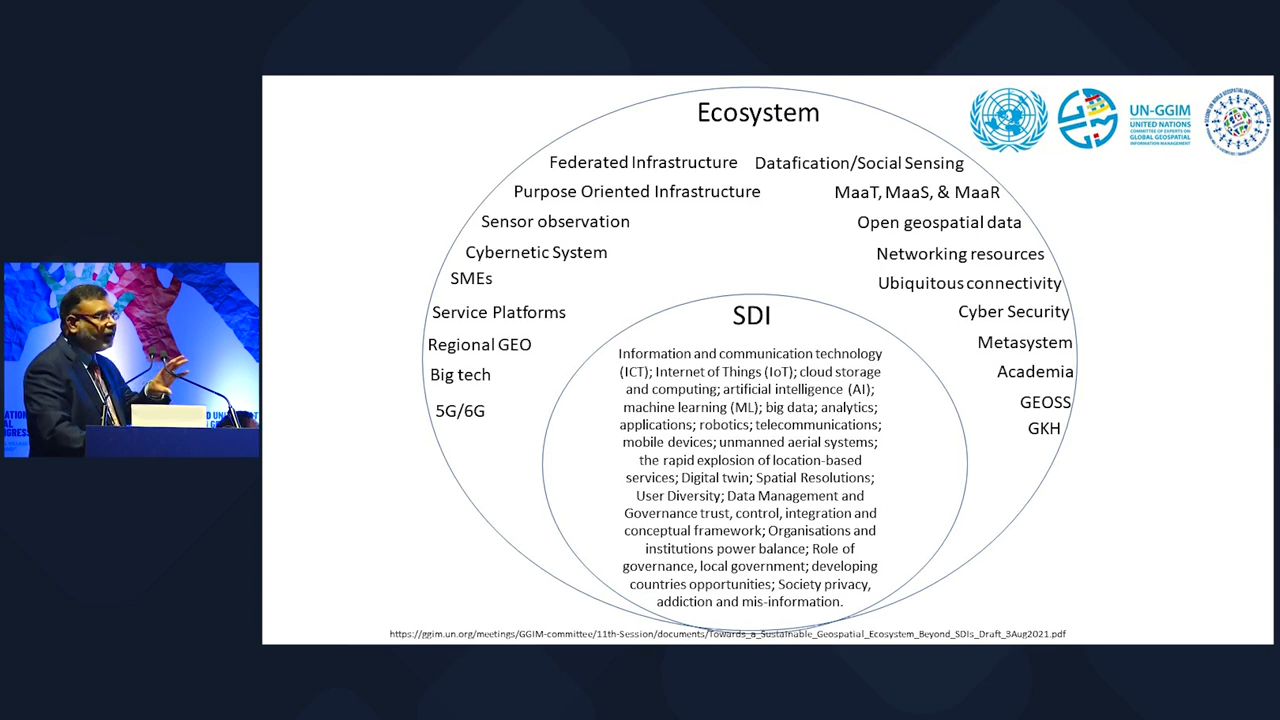 Ecosystem
UN-GGIM
UNITED NATIONS
COMMITTEE OF EXPERTS ON
GLOBAL GEOSPATIAL
INFORMATION MANAGEMENT
Federated Infrastructure
Datafication/Social Sensing
Purpose Oriented Infrastructure
MaaT, MaaS, & MaaR
Sensor observation
Open geospatial data
Cybernetic System
Networking resources
SMEs
Ubiquitous connectivity
Service Platforms
Cyber Security
Regional GEO
Metasystem
Big tech
Academia
5G/6G
GEOSS
GKH
SDI
Information and communication technology
(ICT); Internet of Things (IoT); cloud storage
and computing; artificial intelligence (AI);
machine learning (ML); big data; analytics;
applications; robotics; telecommunications;
mobile devices; unmanned aerial systems;
the rapid explosion of location-based
services; Digital twin; Spatial Resolutions;
User Diversity; Data Management and
Governance trust, control, integration and
conceptual framework; Organisations and
institutions power balance; Role of
governance, local government; developing
countries opportunities; Society privacy,
addiction and mis-information.
https://ggim.un.org/meetings/GGIM-committee/11th-Session/documents/Towards_a_Sustainable_Geospatial_Ecosystem_Beyond_SDIs_Draft_3Aug2021.pdf